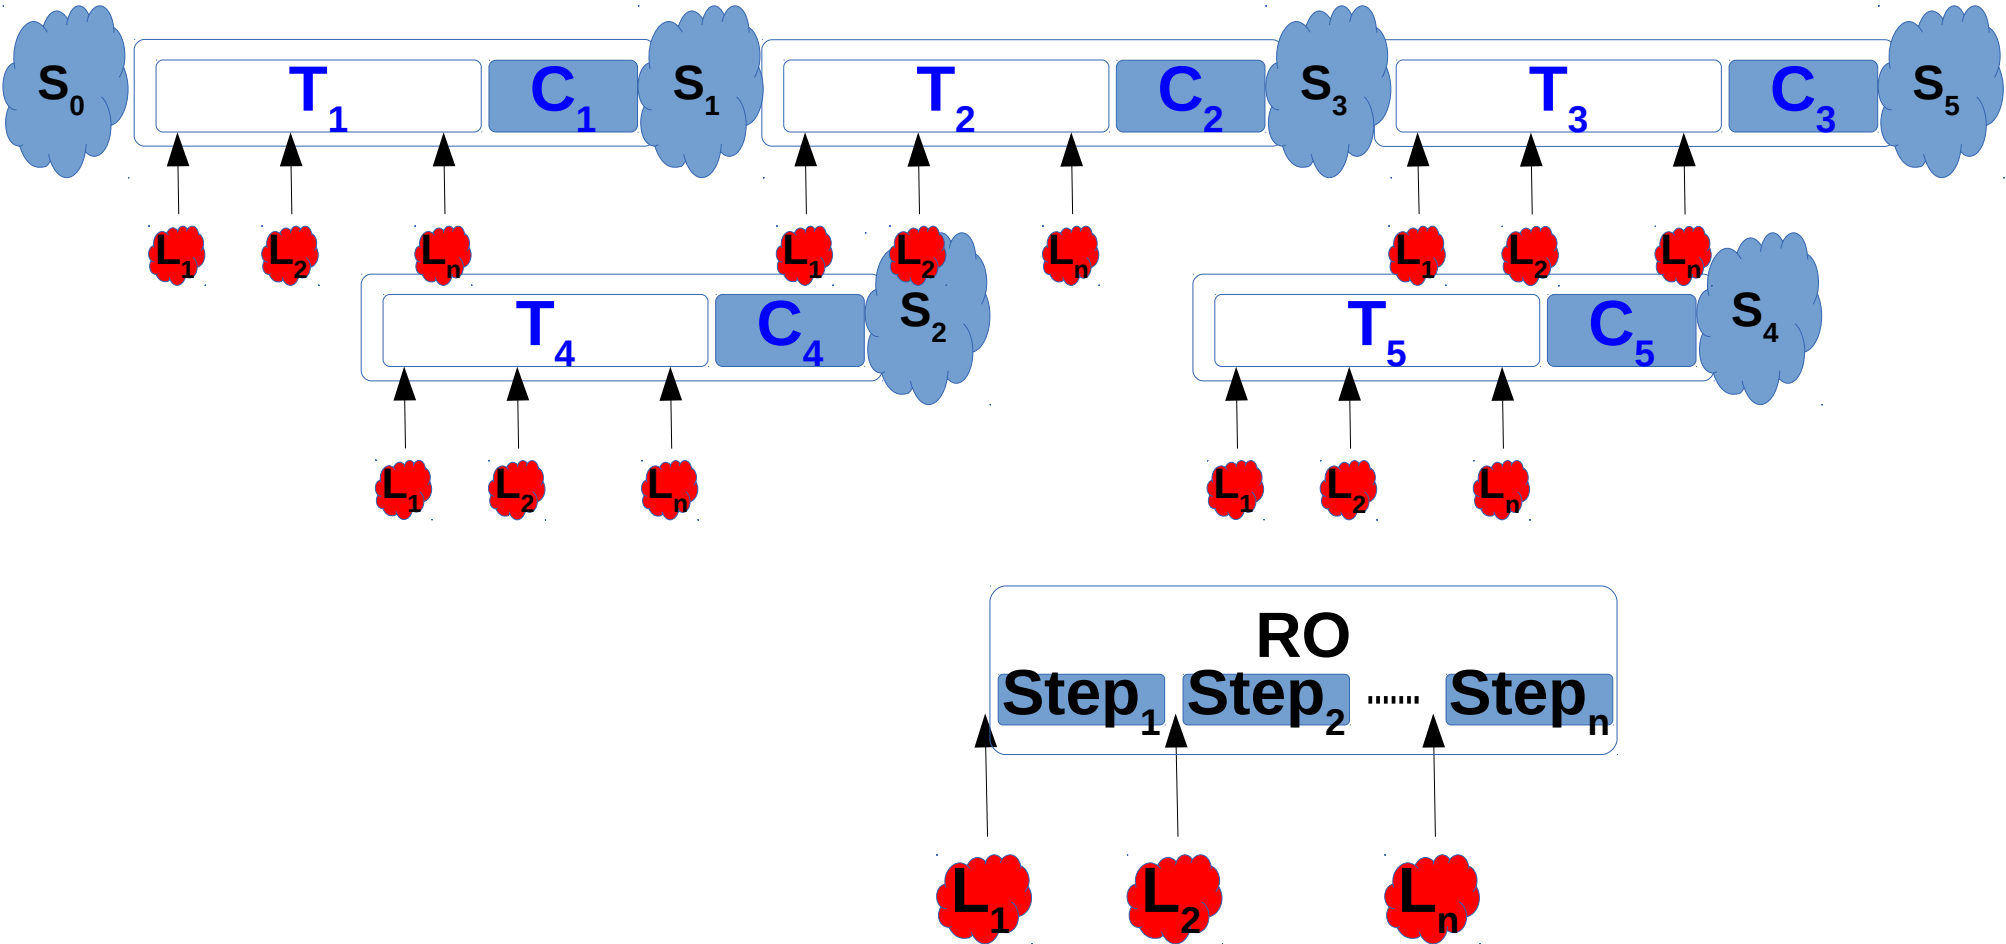 S0 T1 C1 S1 T2 C2 S3 T3 C3 S5
L1 L2 Ln L1 L2 Ln L1 L2 Ln
T4 C4 S2 T5 C5 S4
L1 L2 Ln L1 L2 Ln
RO
Step1 Step2 ....... Stepn
L1 L2 Ln